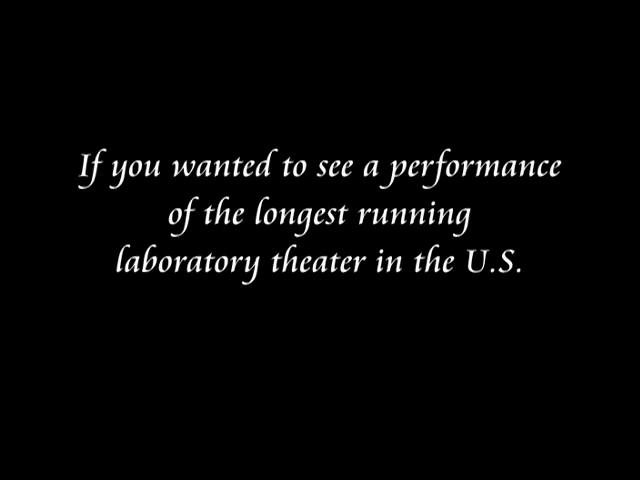 If you wanted to see a performance
of the longest running
laboratory theater in the U.S.